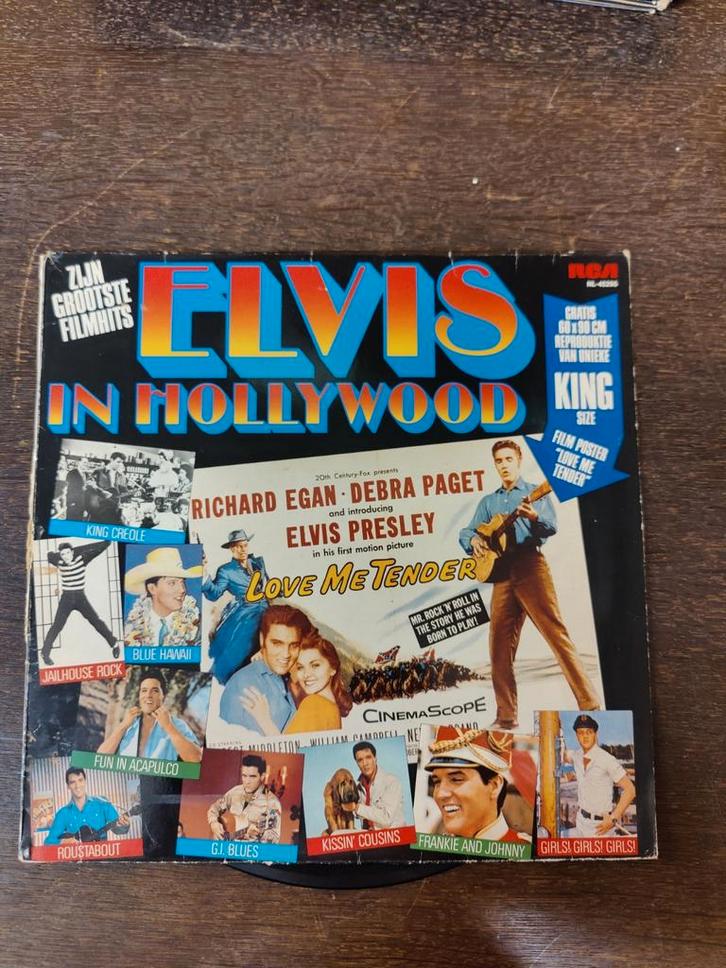 ZIJN
GROOTSTE
FILMHITS
ELVIS
IN HOLLYWOOD
RCA
GRATIS
60 x 90 CM
REPRODUKTIE
VAN UNIEKE
KING
SIZE
FILM POSTER
"LOVE ME
TENDER"
20th Century-Fox presents
RICHARD EGAN · DEBRA PAGET
and introducing
ELVIS PRESLEY
in his first motion picture
LOVE ME TENDER
MR. ROCK 'N' ROLL IN
THE STORY HE WAS
BORN TO PLAY!
CINEMASCOPE
MIDDLETON · WILLIAM CAMPBELL
KING CREOLE
JAILHOUSE ROCK
BLUE HAWAII
FUN IN ACAPULCO
ROUSTABOUT
G.I. BLUES
KISSIN' COUSINS
FRANKIE AND JOHNNY
GIRLS! GIRLS! GIRLS!